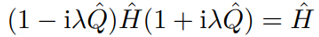 (1 − iλQ̂)Ĥ(1 + iλQ̂) = Ĥ